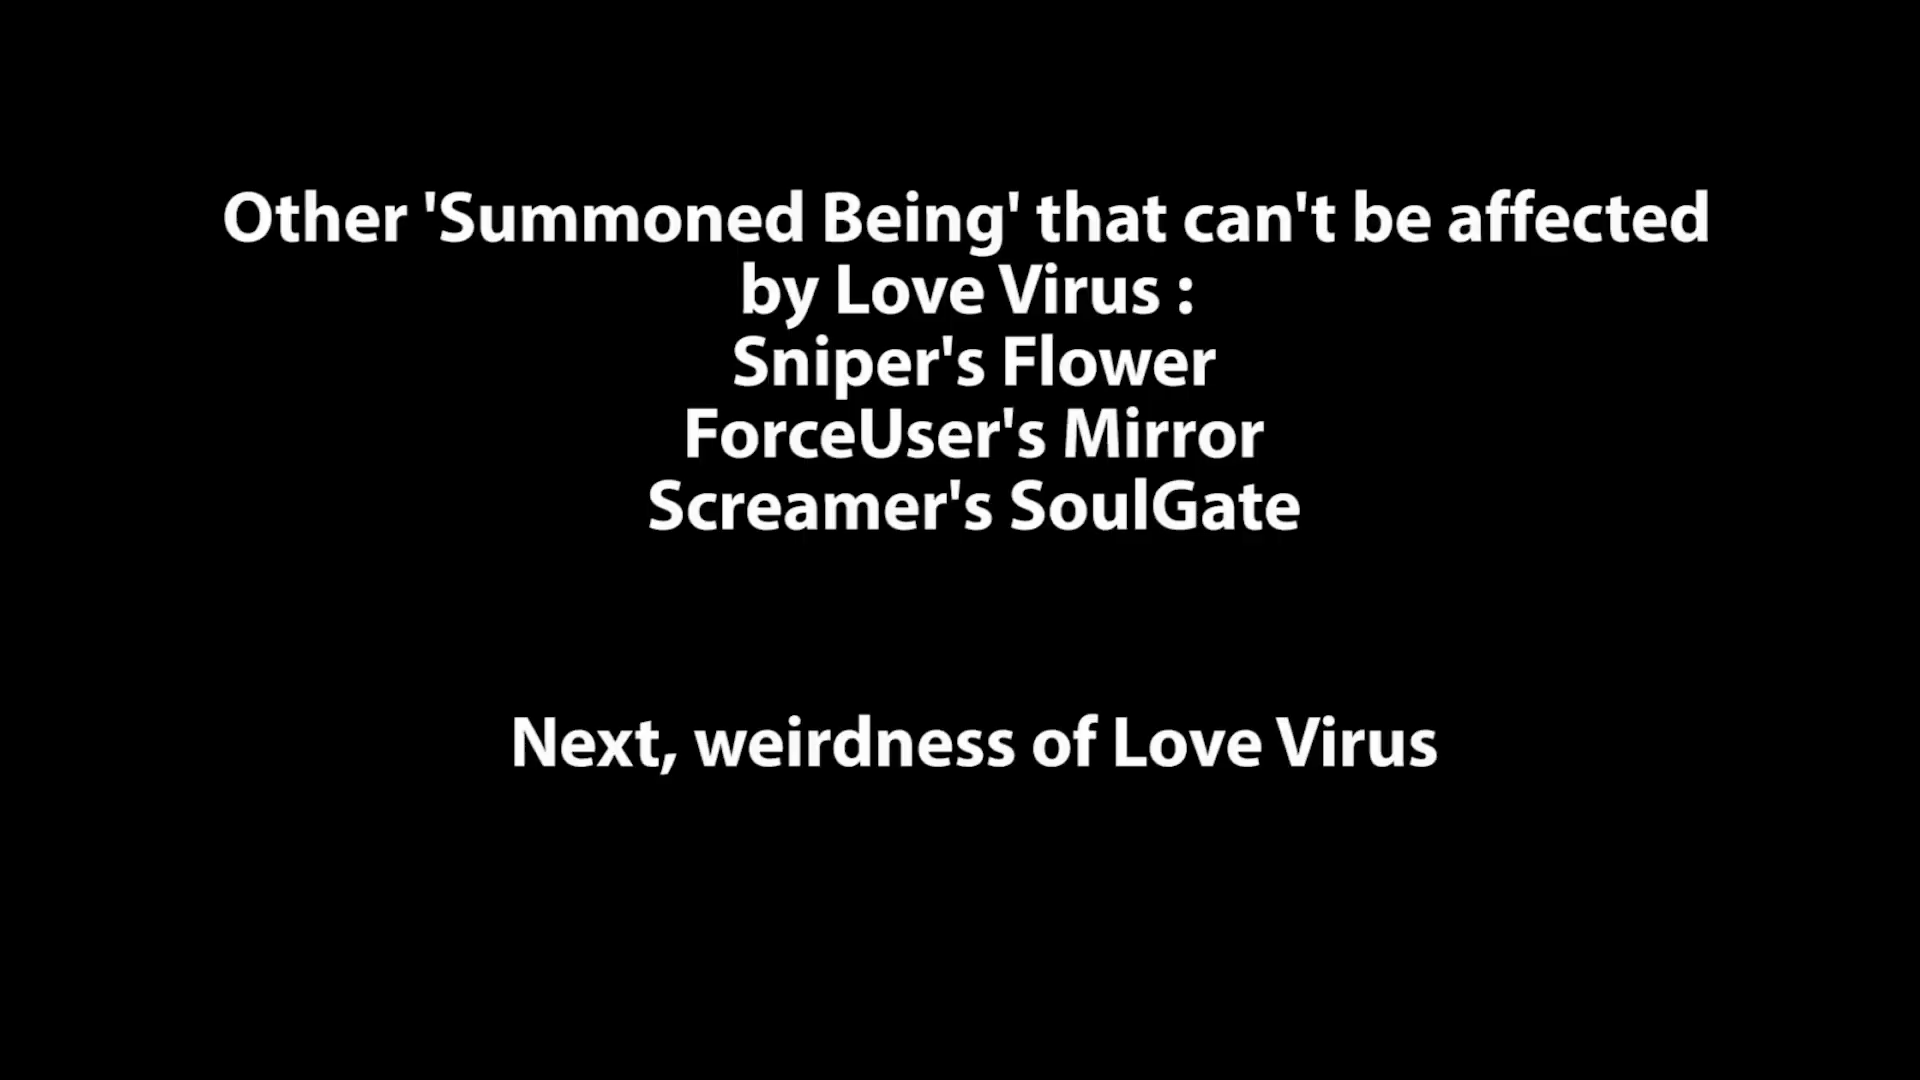 Other 'Summoned Being' that can't be affected
by Love Virus :
Sniper's Flower
ForceUser's Mirror
Screamer's SoulGate
Next, weirdness of Love Virus